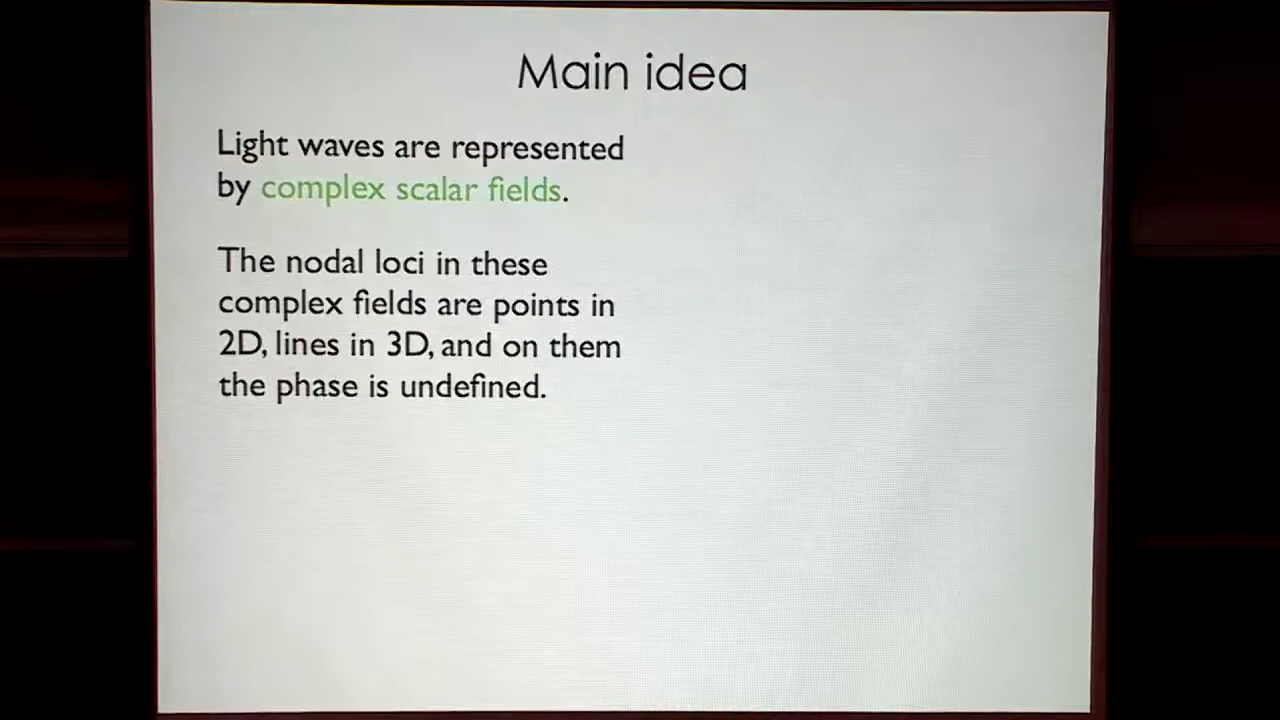 Main idea
Light waves are represented
by complex scalar fields.
The nodal loci in these
complex fields are points in
2D, lines in 3D, and on them
the phase is undefined.